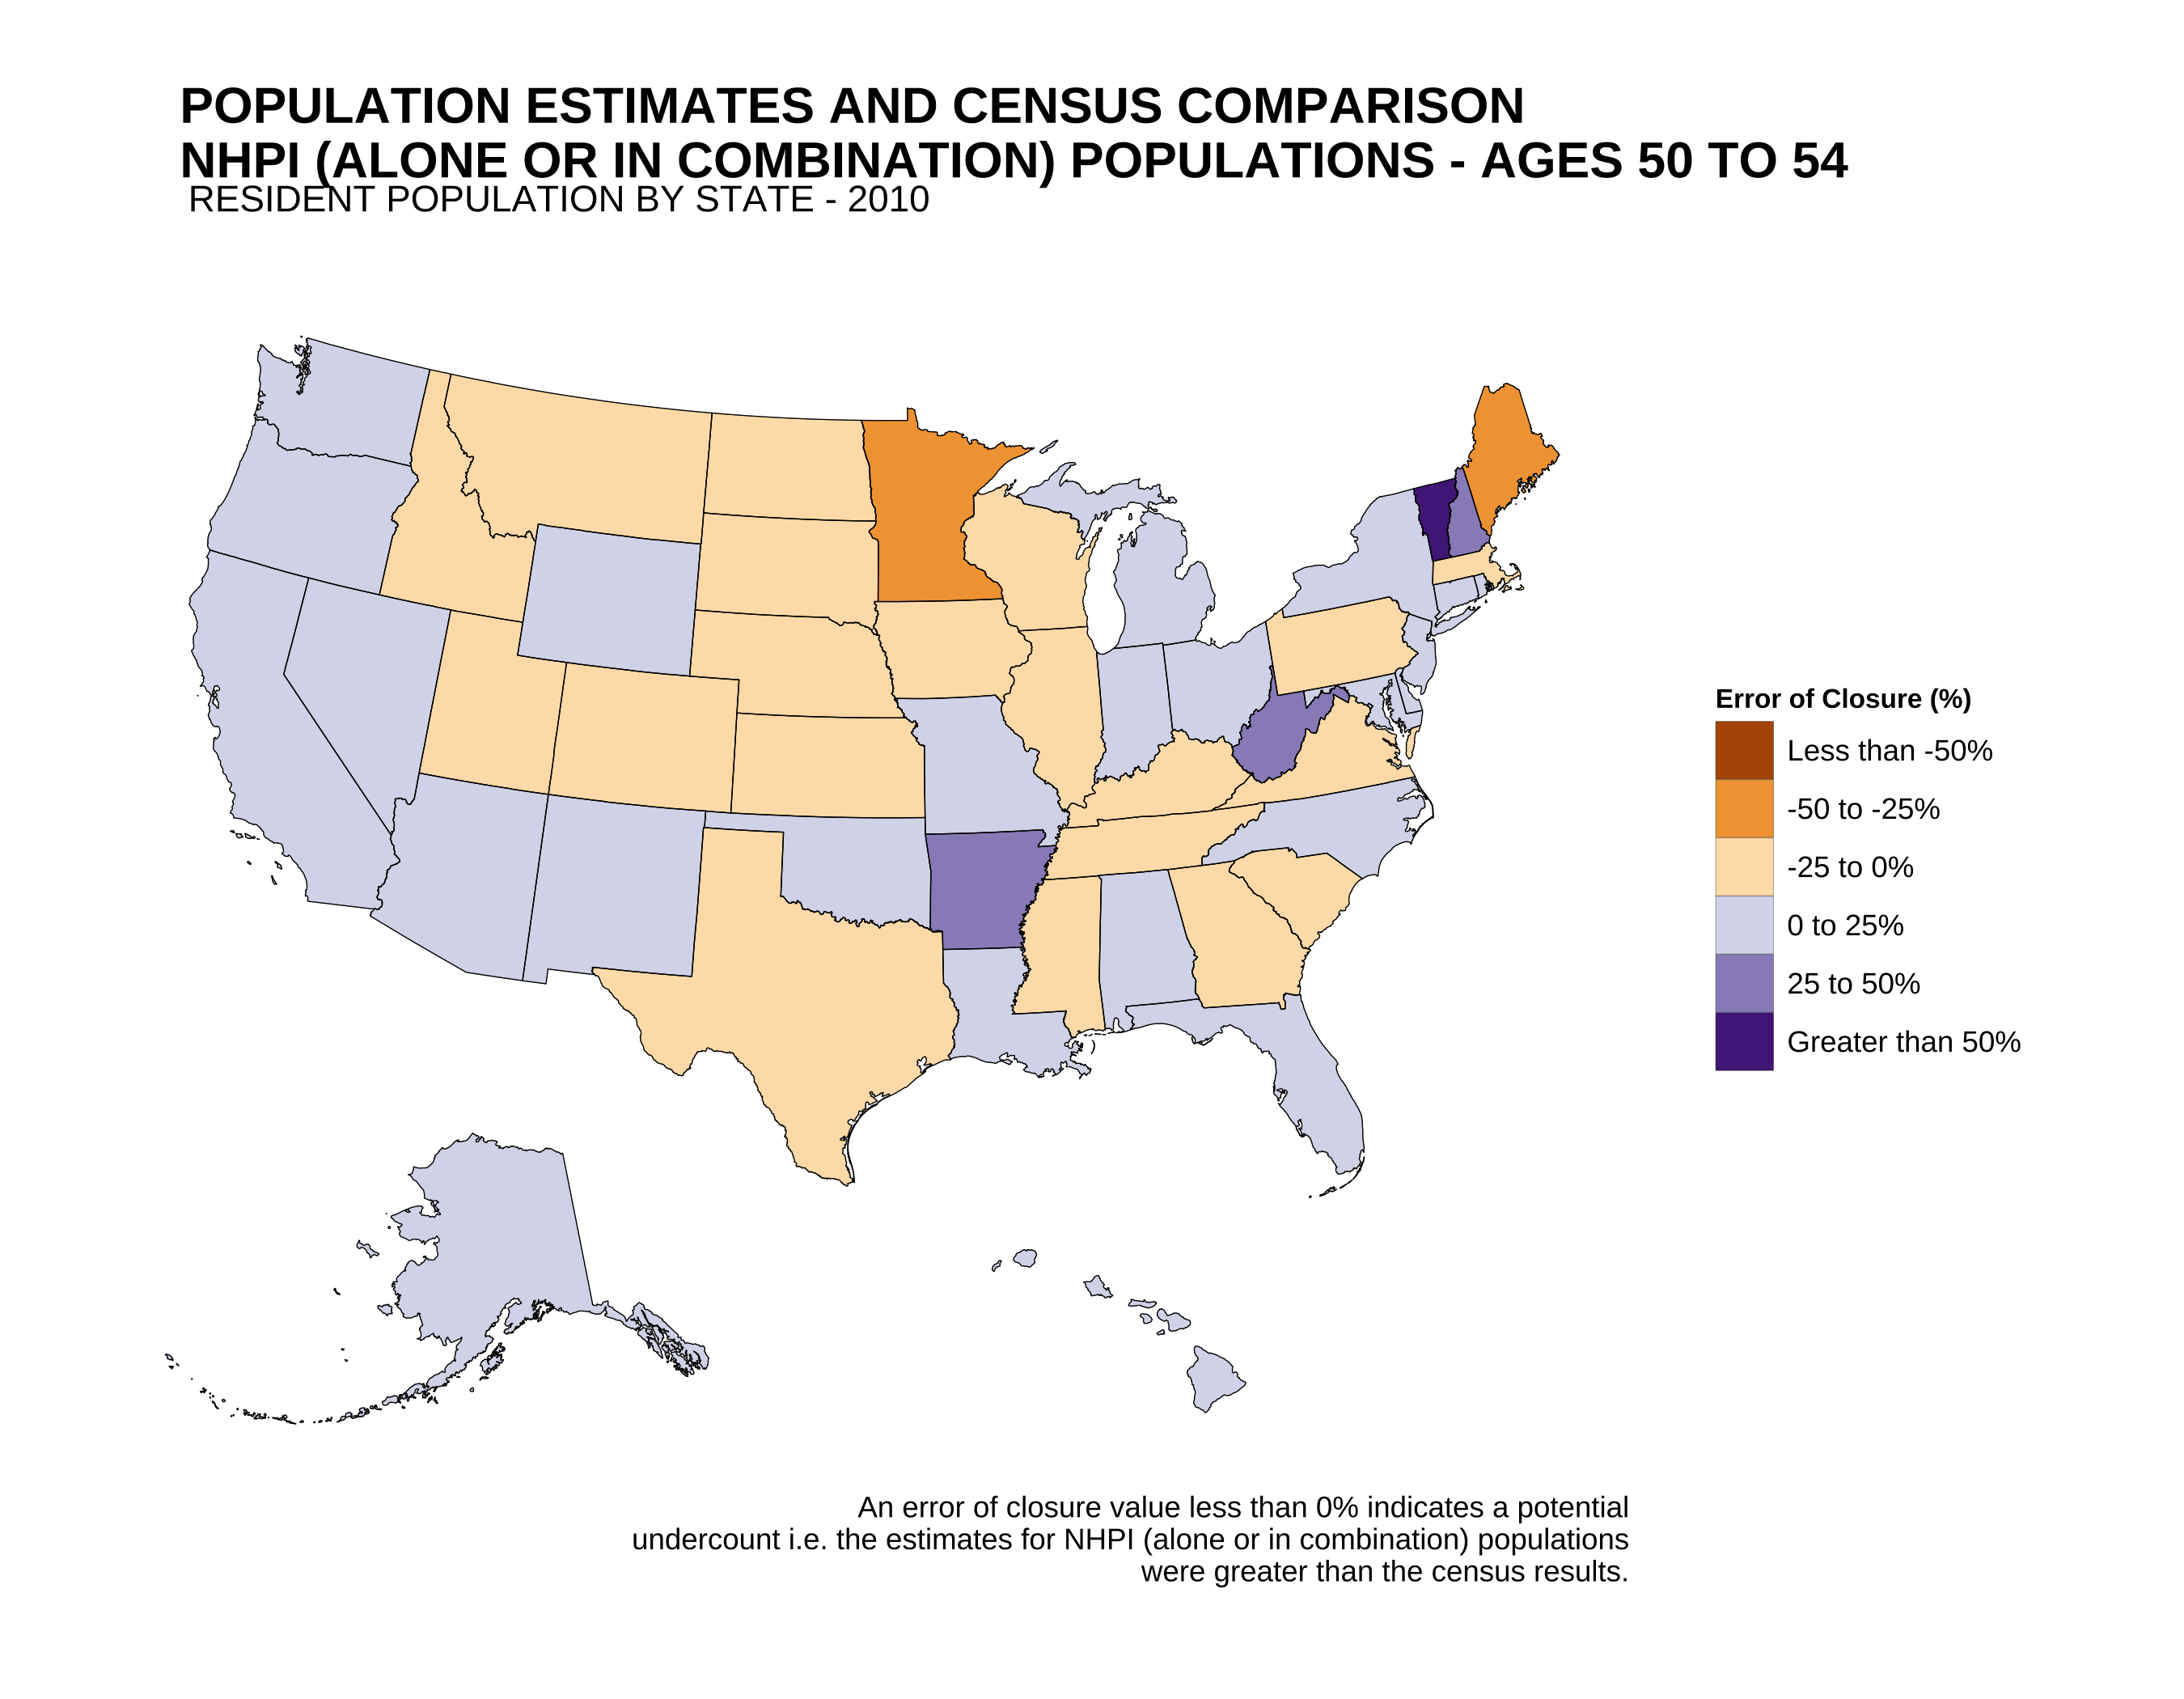 POPULATION ESTIMATES AND CENSUS COMPARISON
NHPI (ALONE OR IN COMBINATION) POPULATIONS - AGES 50 TO 54
RESIDENT POPULATION BY STATE - 2010
Error of Closure (%)
Less than -50%
-50 to -25%
-25 to 0%
0 to 25%
25 to 50%
Greater than 50%
An error of closure value less than 0% indicates a potential
undercount i.e. the estimates for NHPI (alone or in combination) populations
were greater than the census results.